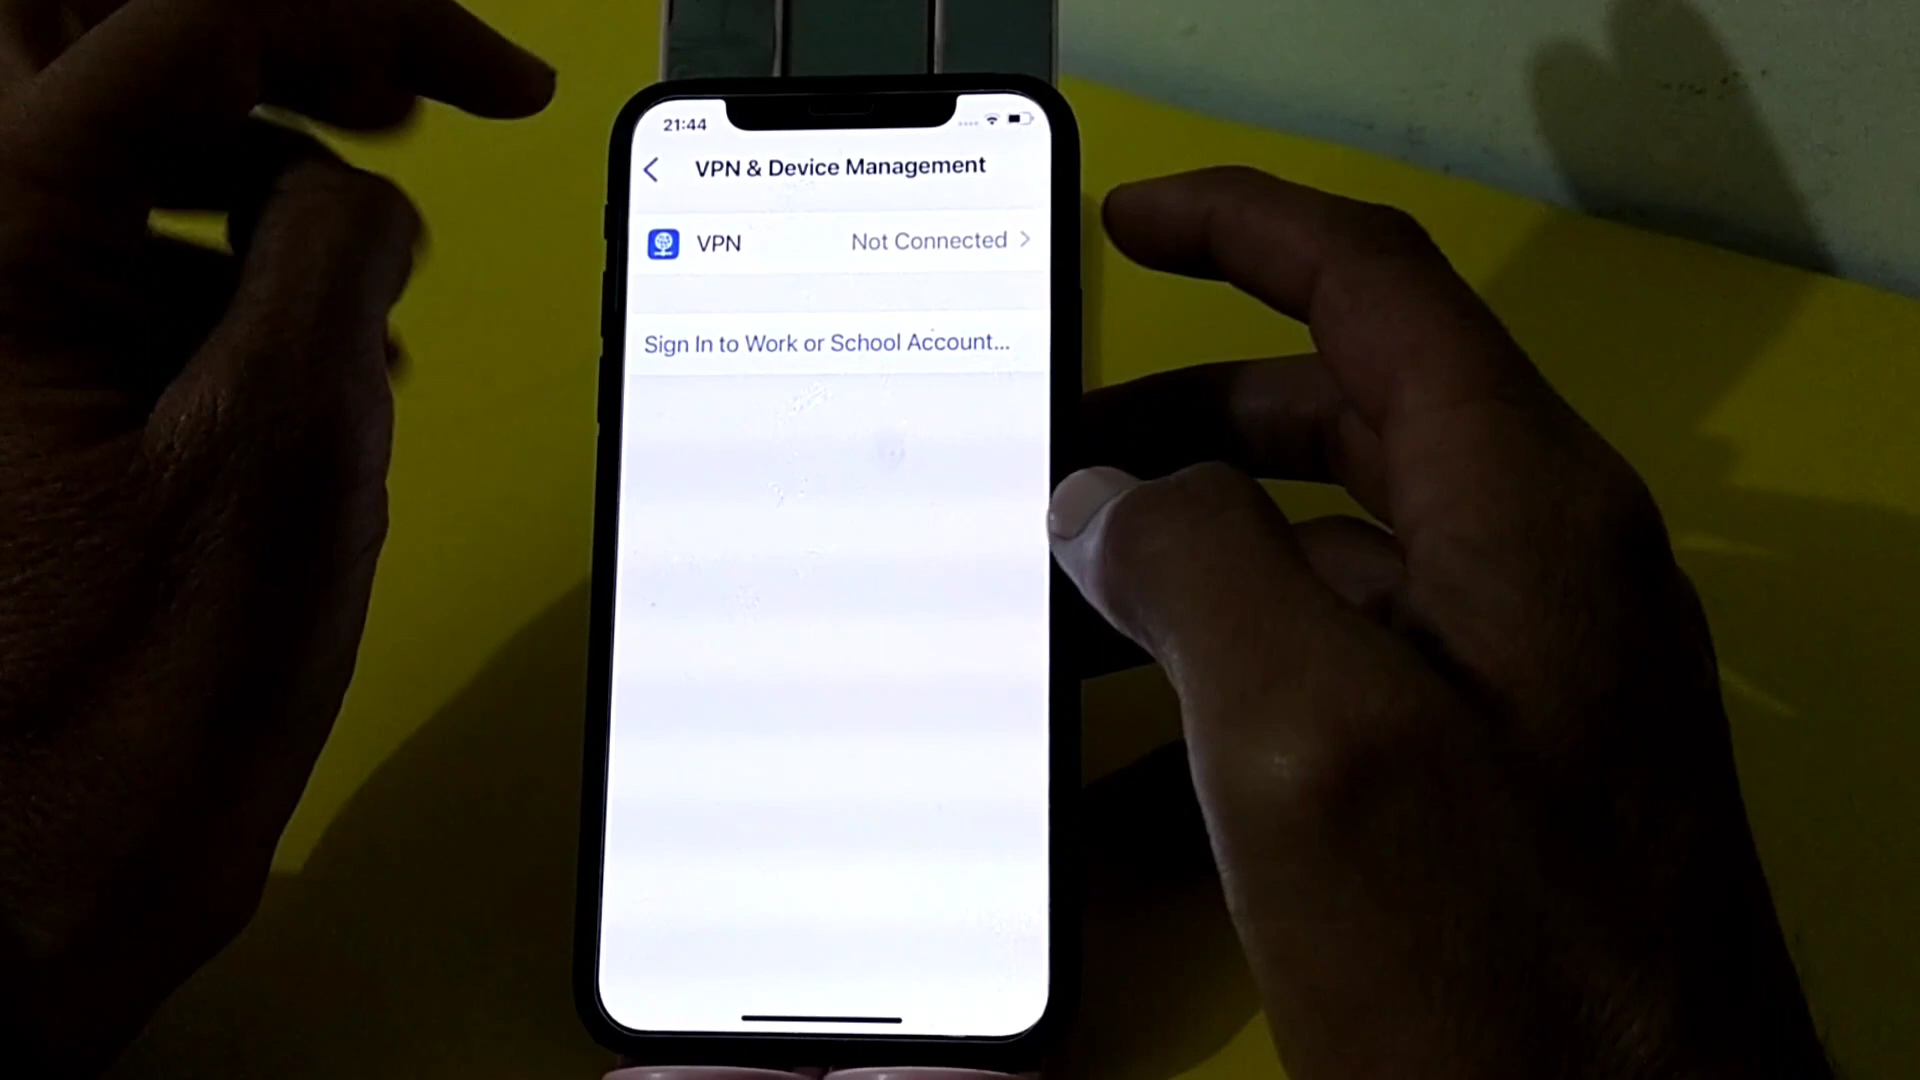 21:44
VPN & Device Management
VPN Not Connected
Sign In to Work or School Account...